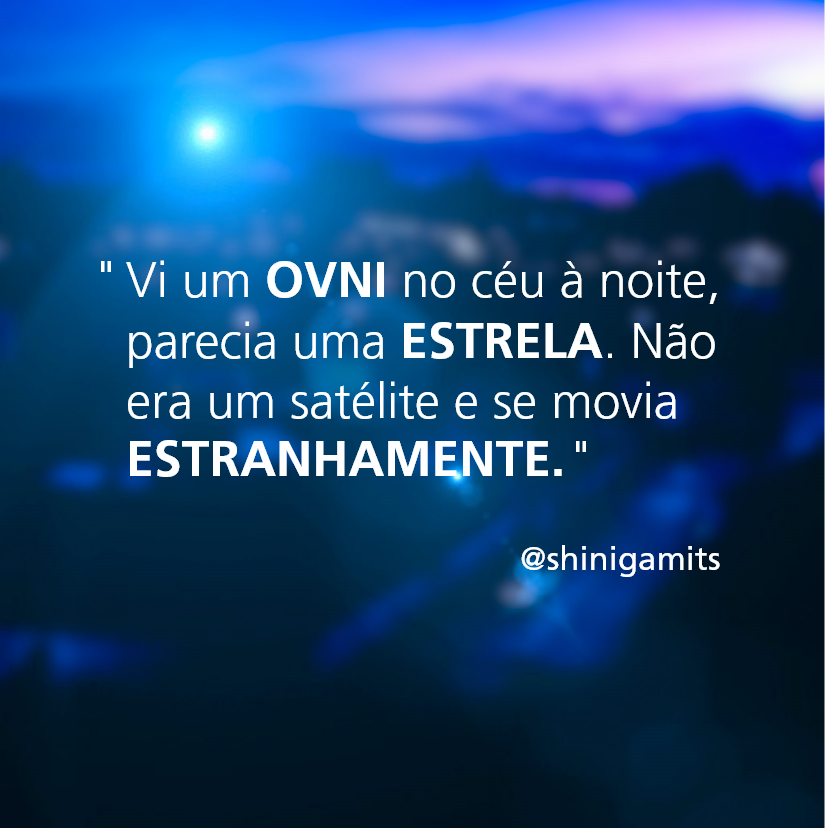 " Vi um OVNI no céu à noite,
parecia uma ESTRELA. Não
era um satélite e se movia
ESTRANHAMENTE. "
@shinigamits